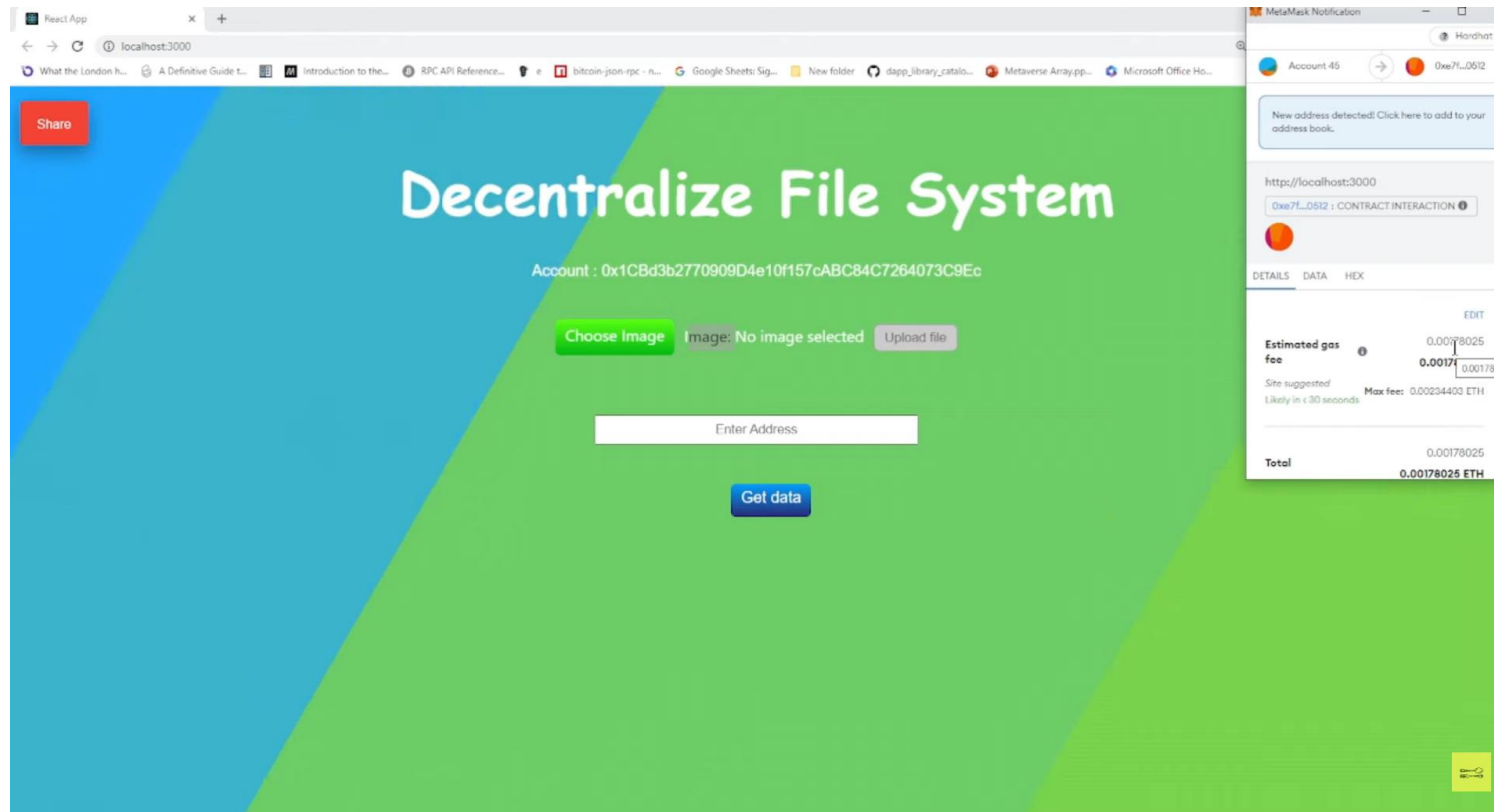 React App
MetaMask Notification
localhost:3000
Hardhat
What the London h... A Definitive Guide t... Introduction to the... RPC API Reference... e bitcoin-json-rpc - n... Google Sheets: Sig... New folder dapp_library_catalo... Metaverse Array.pp... Microsoft Office Ho...
Account 45 0xe7f...0512
New address detected! Click here to add to your
address book.
Share
Decentralize File System
Account : 0x1CBd3b2770909D4e10f157cABC84C7264073C9Ec
Choose Image Image: No image selected Upload file
Enter Address
Get data
http://localhost:3000
0xe7f...0512 : CONTRACT INTERACTION
DETAILS DATA HEX
EDIT
Estimated gas
fee
0.00178025
0.00178
Site suggested
Likely in < 30 seconds Max fee: 0.00234403 ETH
0.00178025
Total
0.00178025 ETH